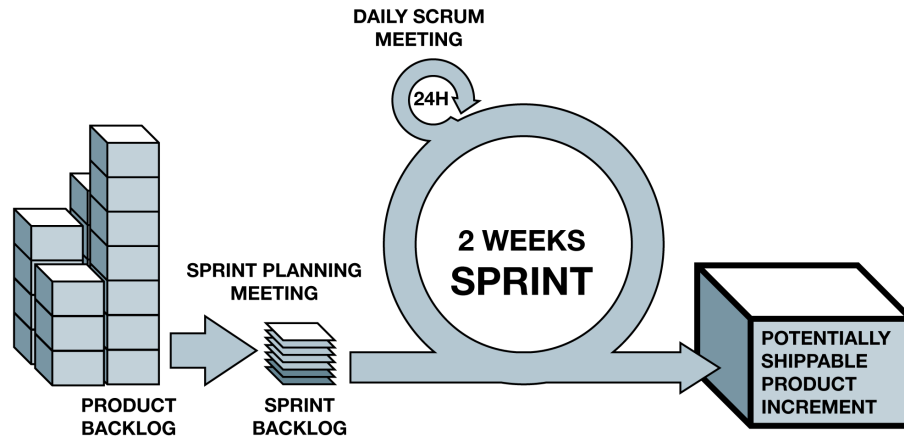 DAILY SCRUM
MEETING
24H
2 WEEKS
SPRINT
SPRINT PLANNING
MEETING
PRODUCT
BACKLOG
SPRINT
BACKLOG
POTENTIALLY
SHIPPABLE
PRODUCT
INCREMENT